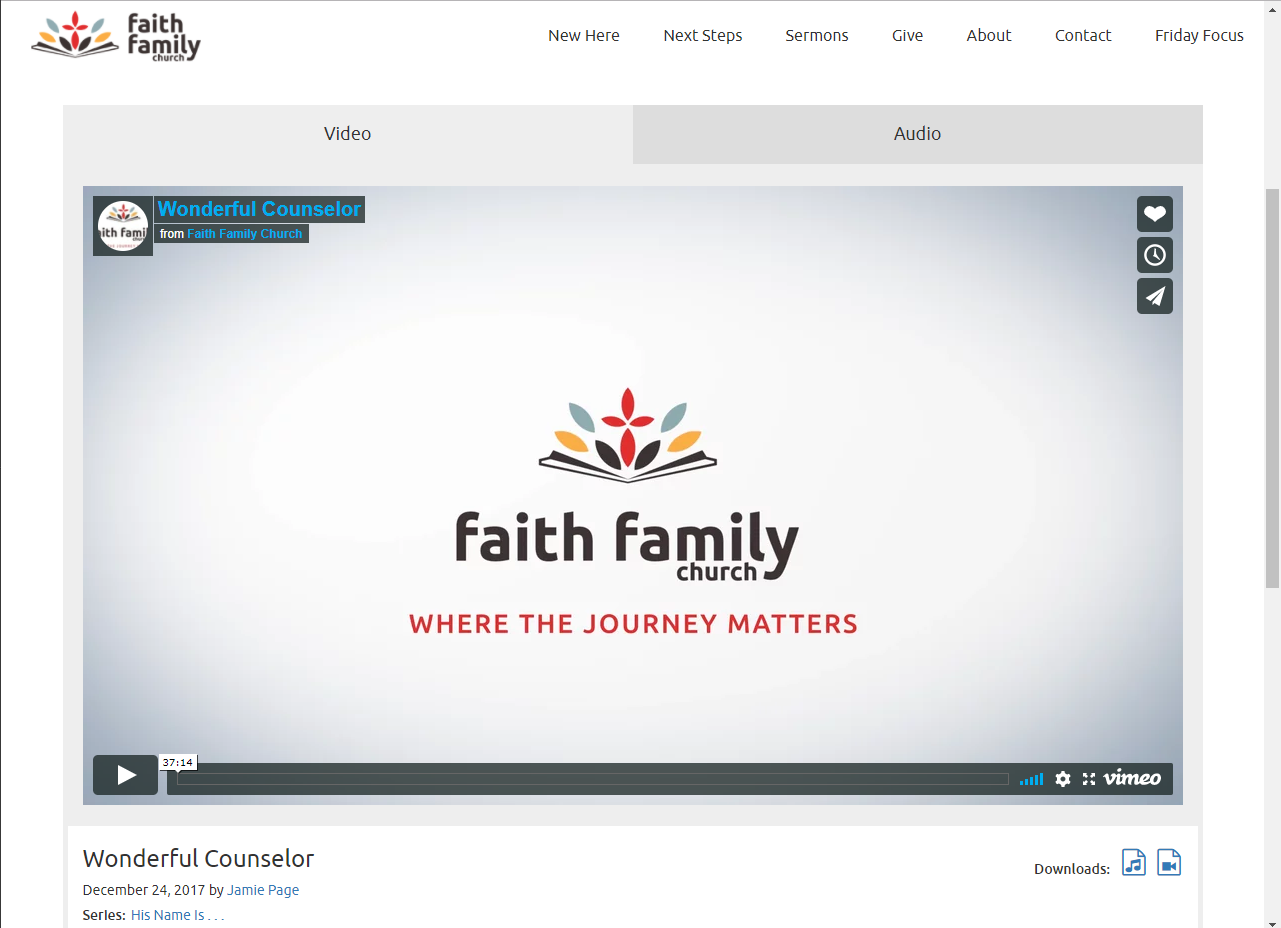 faith
family
church
New Here
Next Steps
Sermons
Give
About
Contact
Friday Focus
Video
Audio
Wonderful Counselor
from Faith Family Church
faith family
church
WHERE THE JOURNEY MATTERS
37:14
vimeo
Wonderful Counselor
Downloads:
December 24, 2017 by Jamie Page
Series: His Name Is . . .